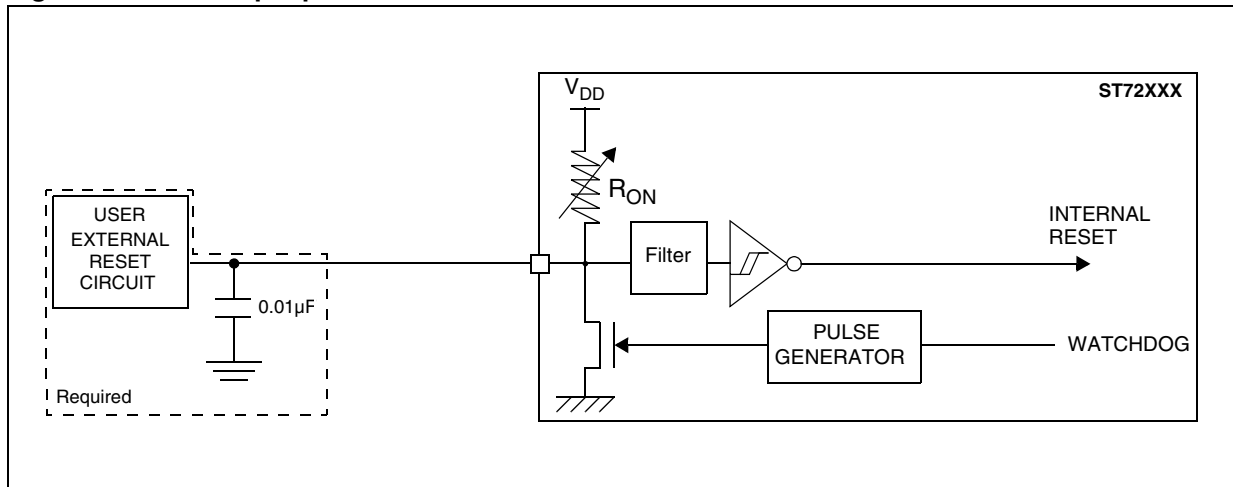 ST72XXX
VDD
RON
USER
EXTERNAL
RESET
CIRCUIT
0.01µF
Required
Filter
INTERNAL
RESET
PULSE
GENERATOR
WATCHDOG